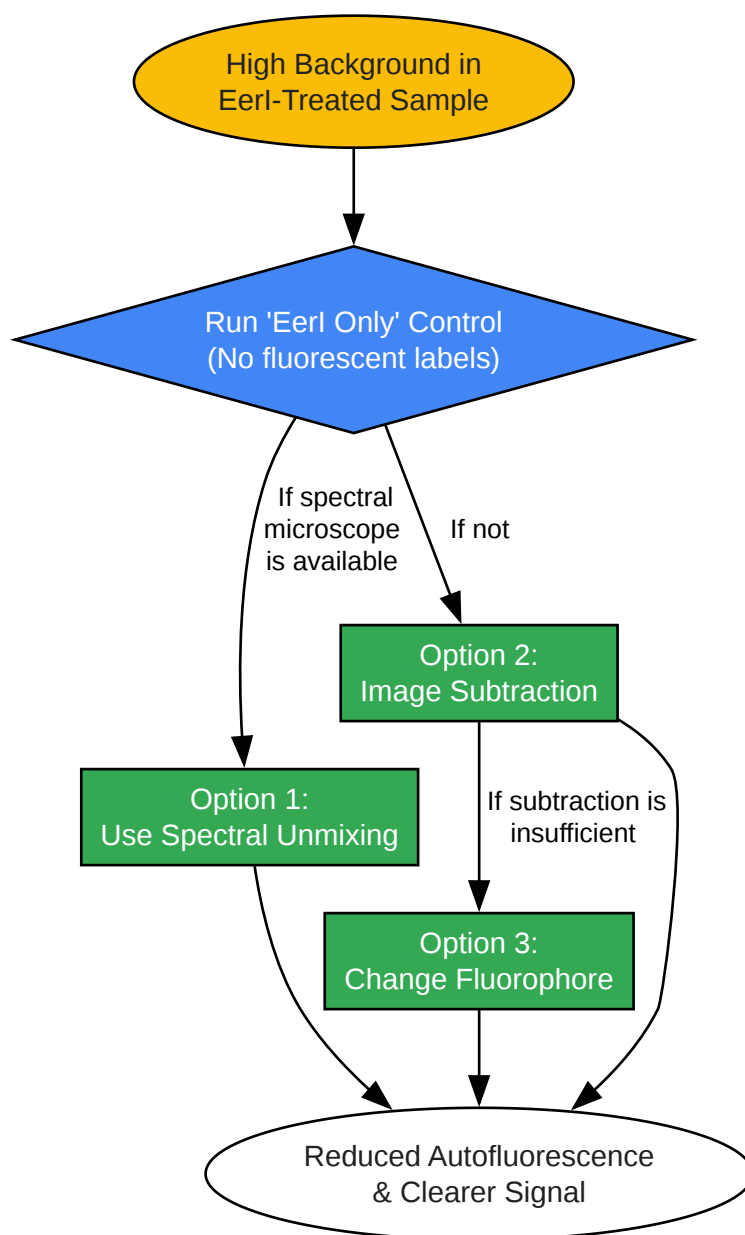 High Background in
EerI-Treated Sample
Run 'EerI Only' Control
(No fluorescent labels)
If spectral
microscope
is available
If not
Option 2:
Image Subtraction
Option 1:
Use Spectral Unmixing
If subtraction is
insufficient
Option 3:
Change Fluorophore
Reduced Autofluorescence
& Clearer Signal